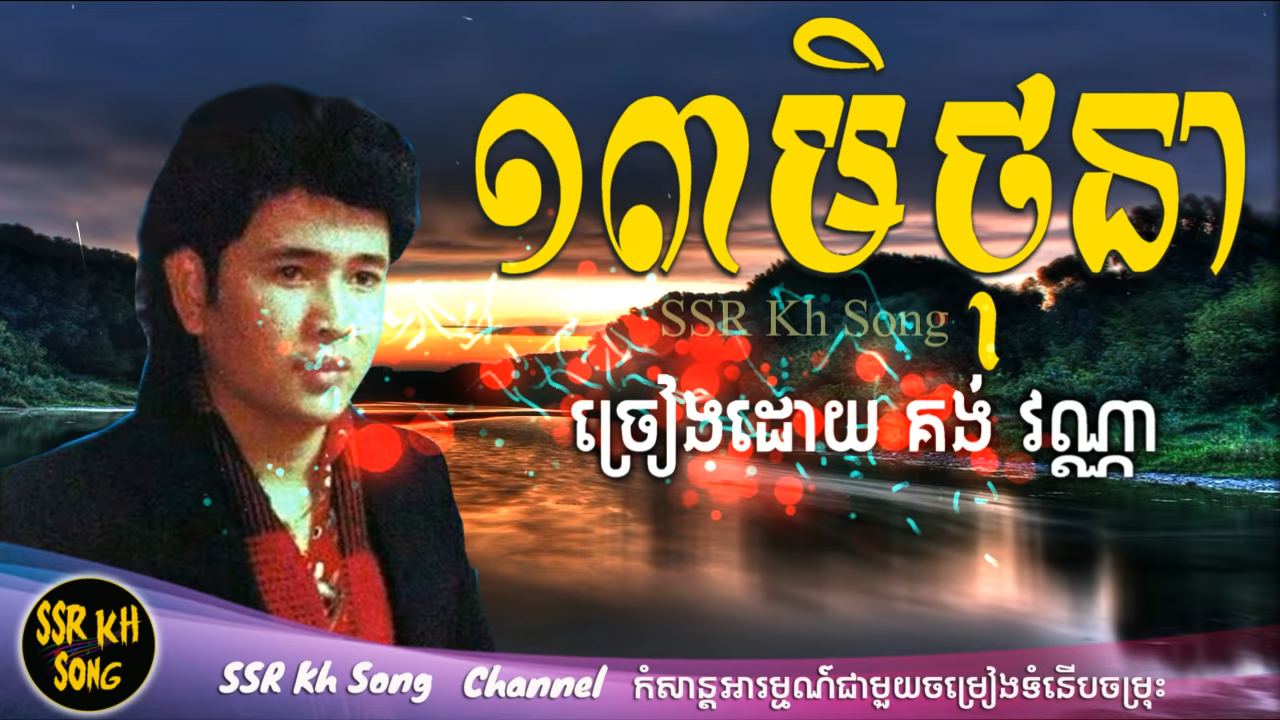 ១៣មិថុនា
SSR Kh Song
ច្រៀងដោយ គង់ វណ្ណា
SSR KH
SONG
SSR Kh Song Channel កំសាន្តអារម្មណ៍ជាមួយចម្រៀងទំនើបចម្រុះ